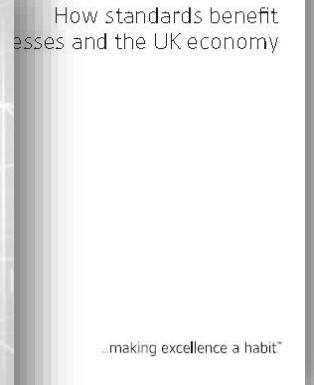 How standards benefit
esses and the UK economy
...making excellence a habit™